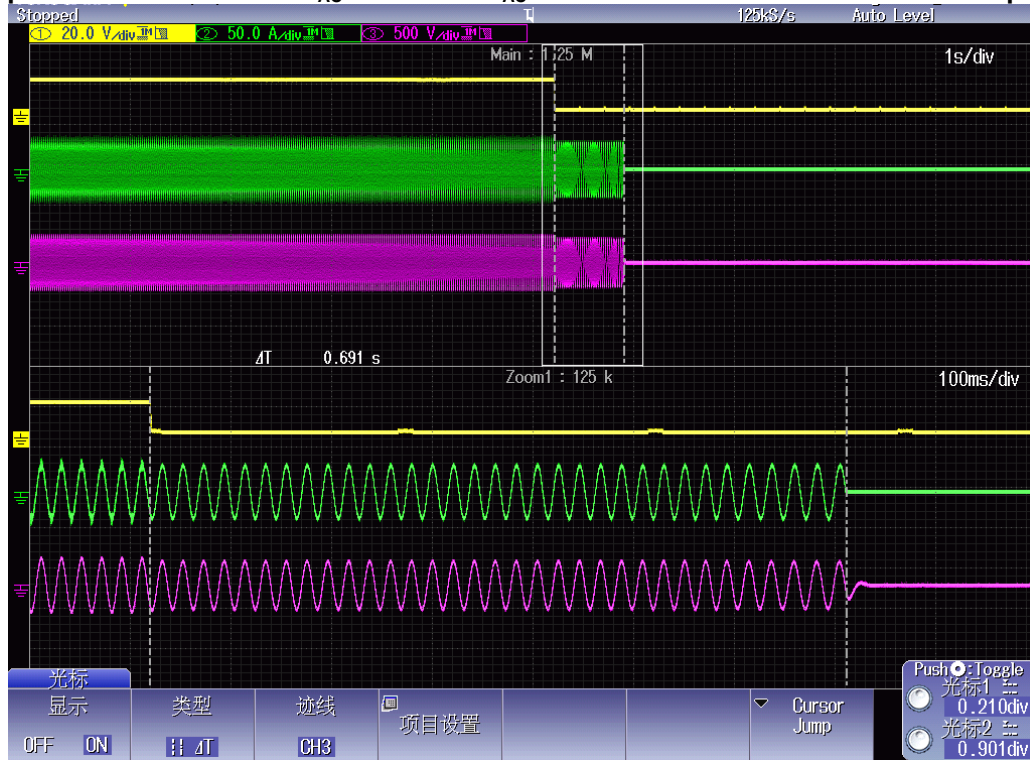 Stopped 125kS/s Auto Level
① 20.0 V/div 1M ② 50.0 A/div 1M ③ 500 V/div 1M
Main : 1.25 M 1s/div
ΔT 0.691 s
Zoom1 : 125 k 100ms/div
光标
显示 类型 迹线 项目设置 Cursor Jump
OFF ON ΔT CH3
Push :Toggle
光标1
0.210div
光标2
0.901div